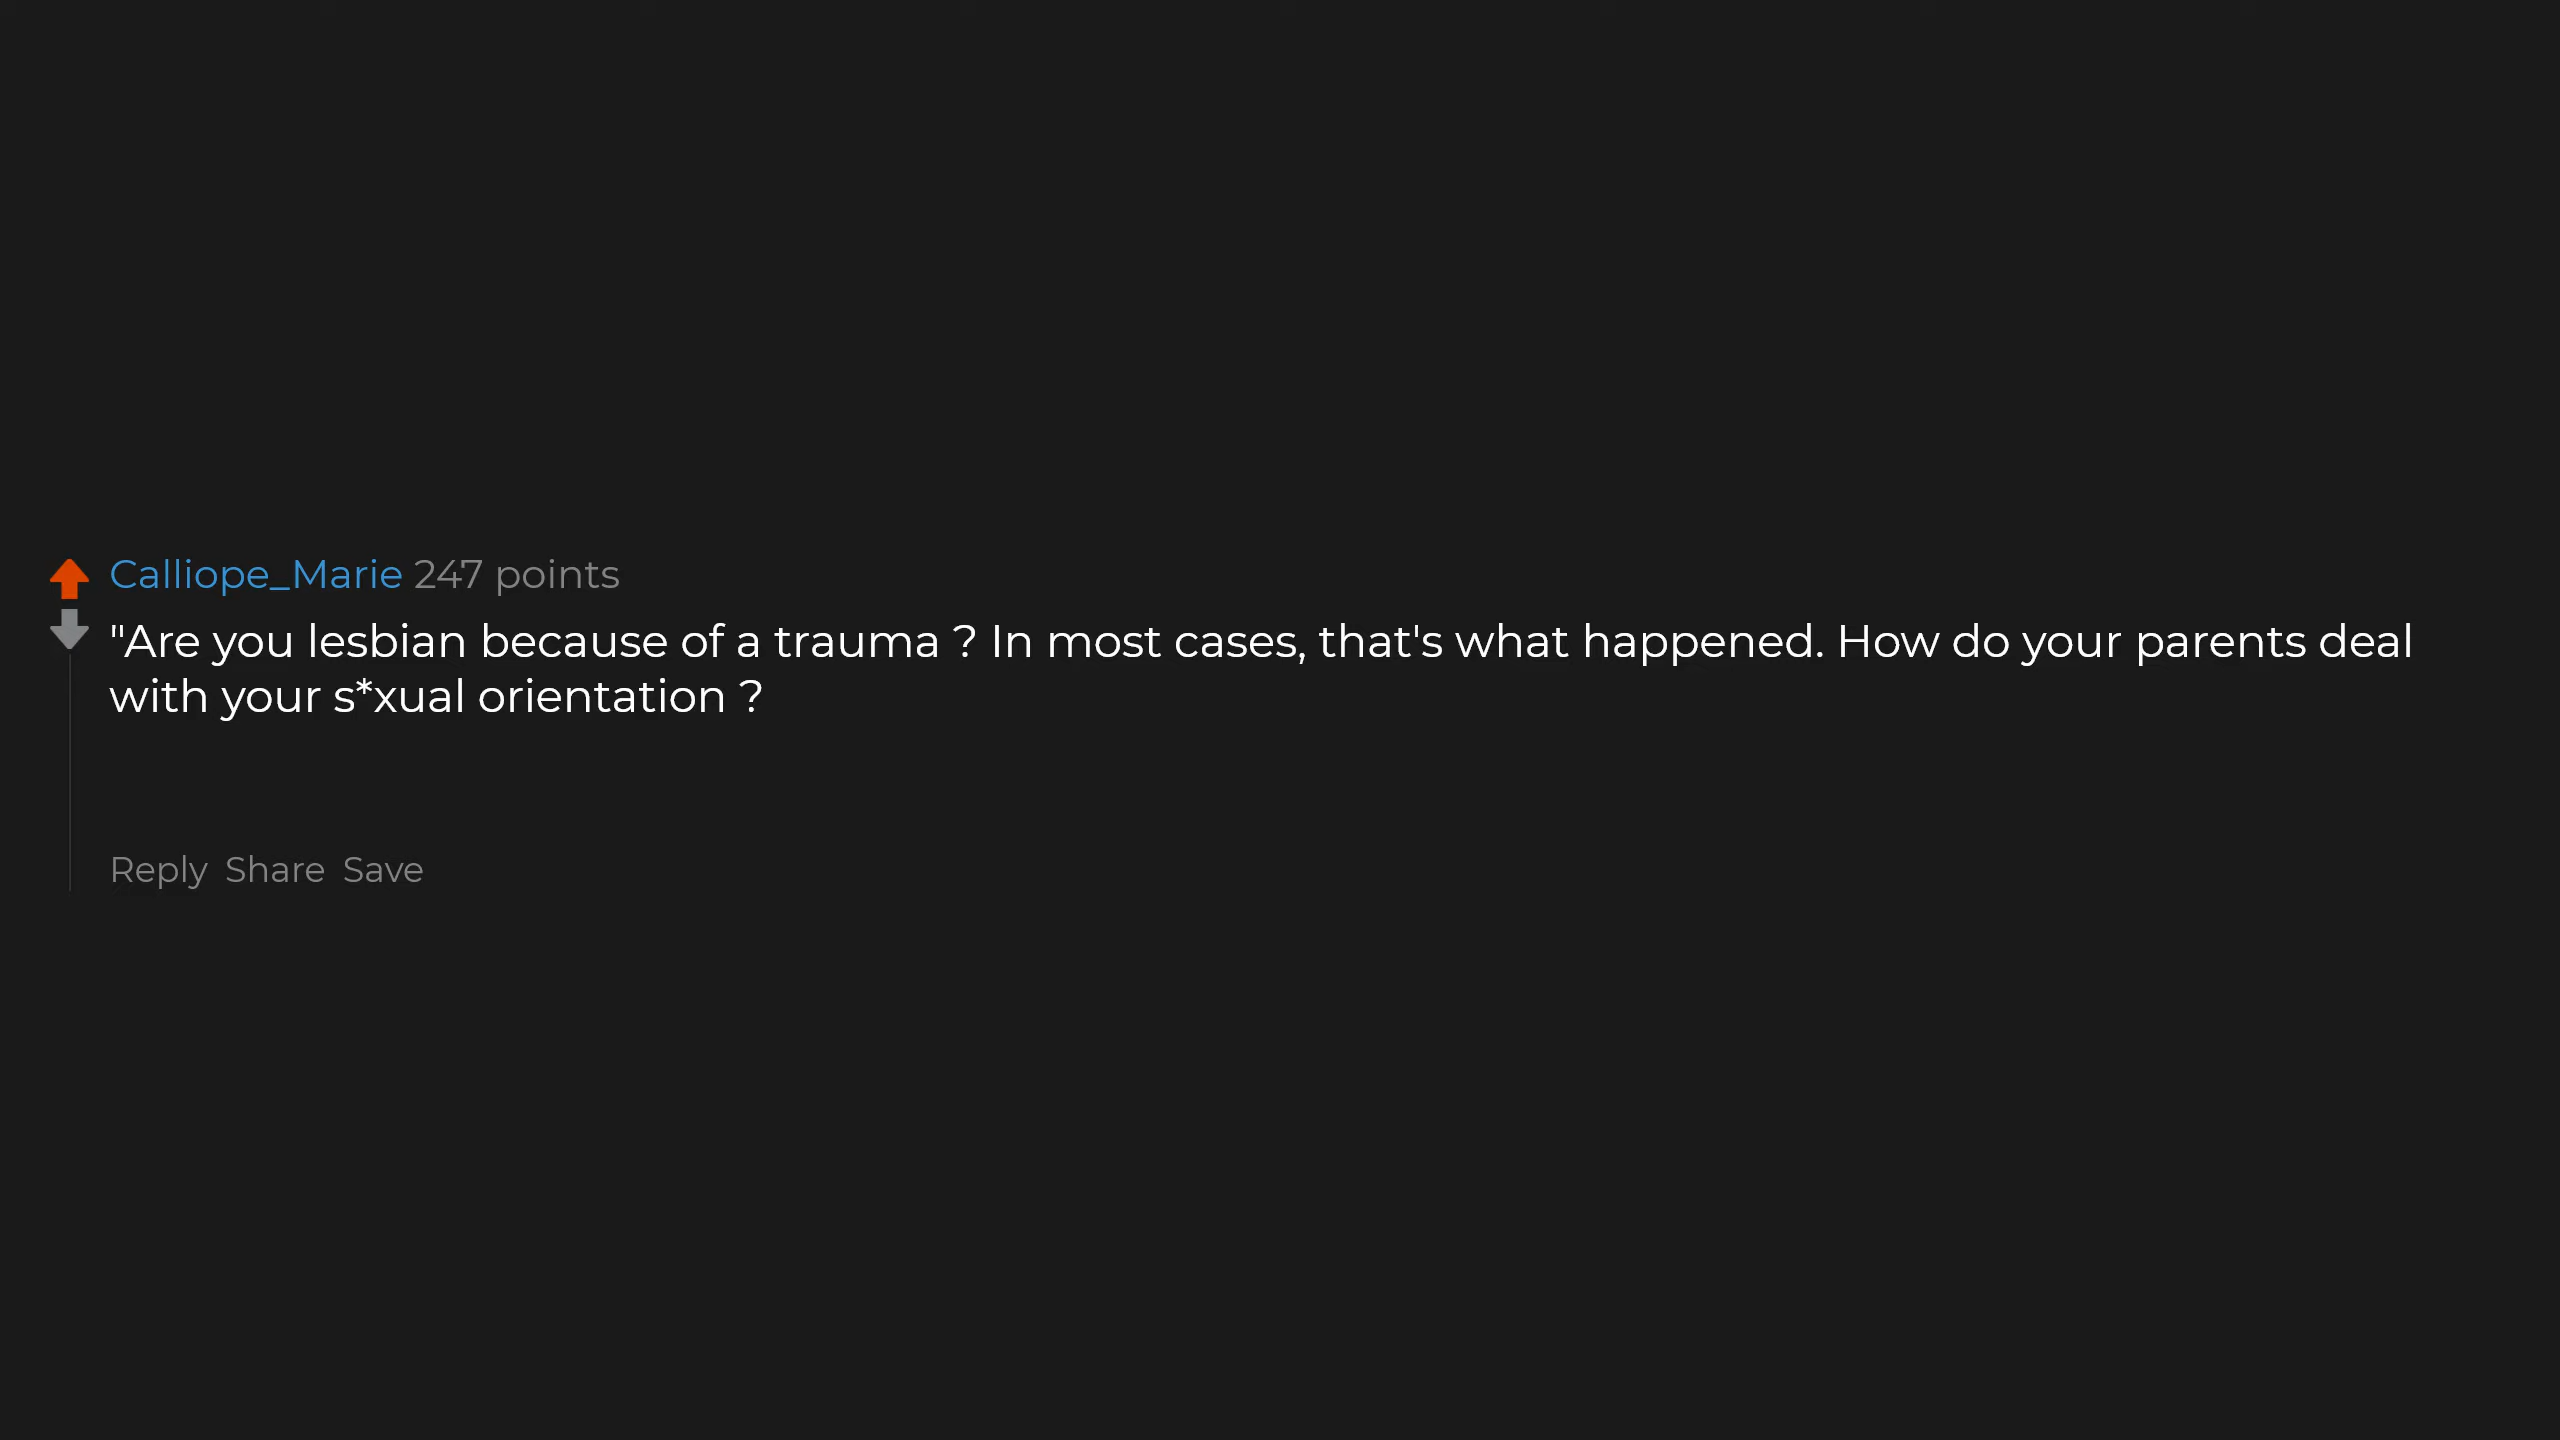 Calliope_Marie 247 points
"Are you lesbian because of a trauma ? In most cases, that's what happened. How do your parents deal
with your s*xual orientation ?
Reply Share Save